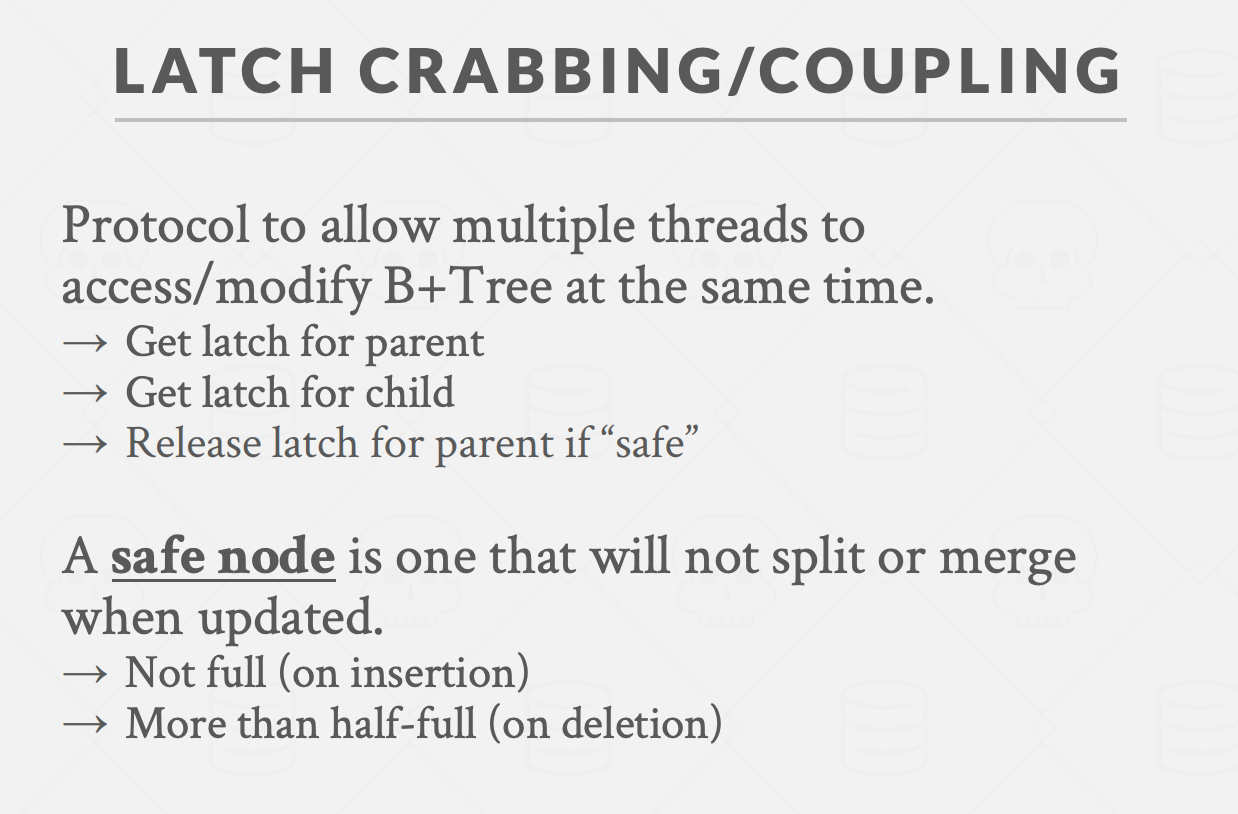 LATCH CRABBING/COUPLING
Protocol to allow multiple threads to
access/modify B+Tree at the same time.
→ Get latch for parent
→ Get latch for child
→ Release latch for parent if “safe”
A safe node is one that will not split or merge
when updated.
→ Not full (on insertion)
→ More than half-full (on deletion)